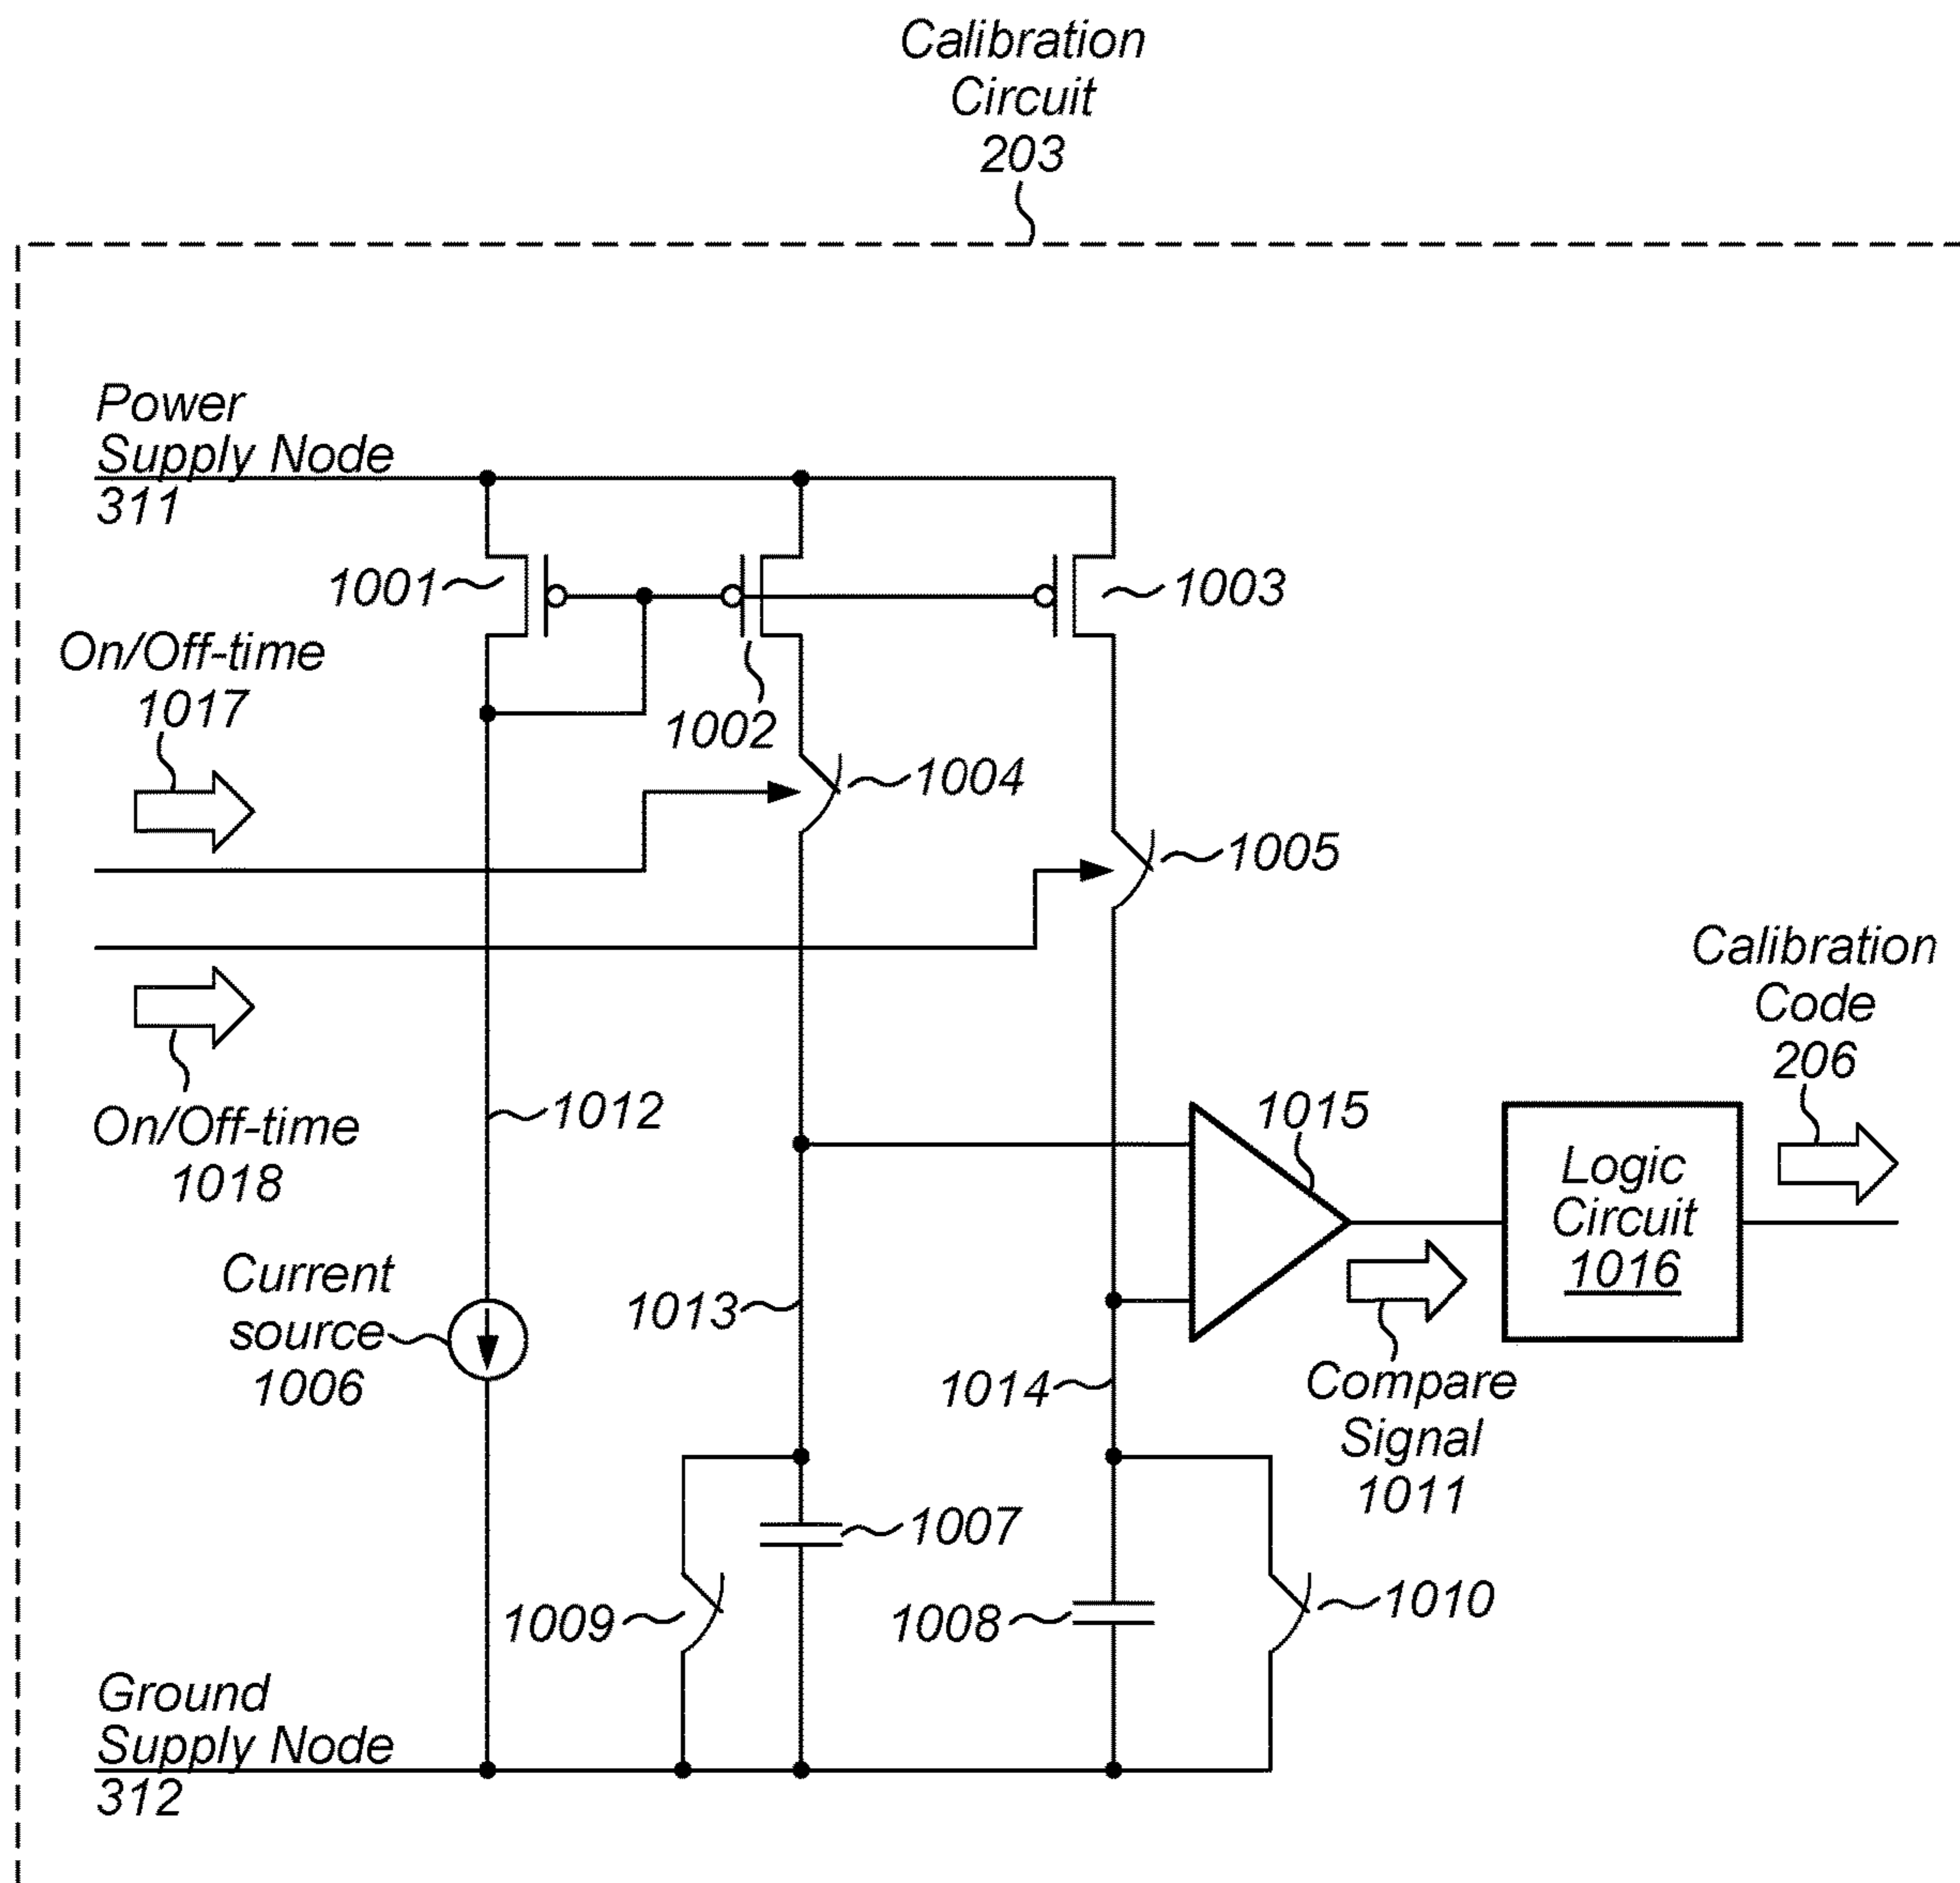 Calibration
Circuit
203
Power
Supply Node
311
1001
1003
On/Off-time
1017
1002
1004
1005
Calibration
Code
206
On/Off-time
1018
1012
1015
Logic
Circuit
1016
Current
source
1006
1013
1014
Compare
Signal
1011
1007
1009
1008
1010
Ground
Supply Node
312